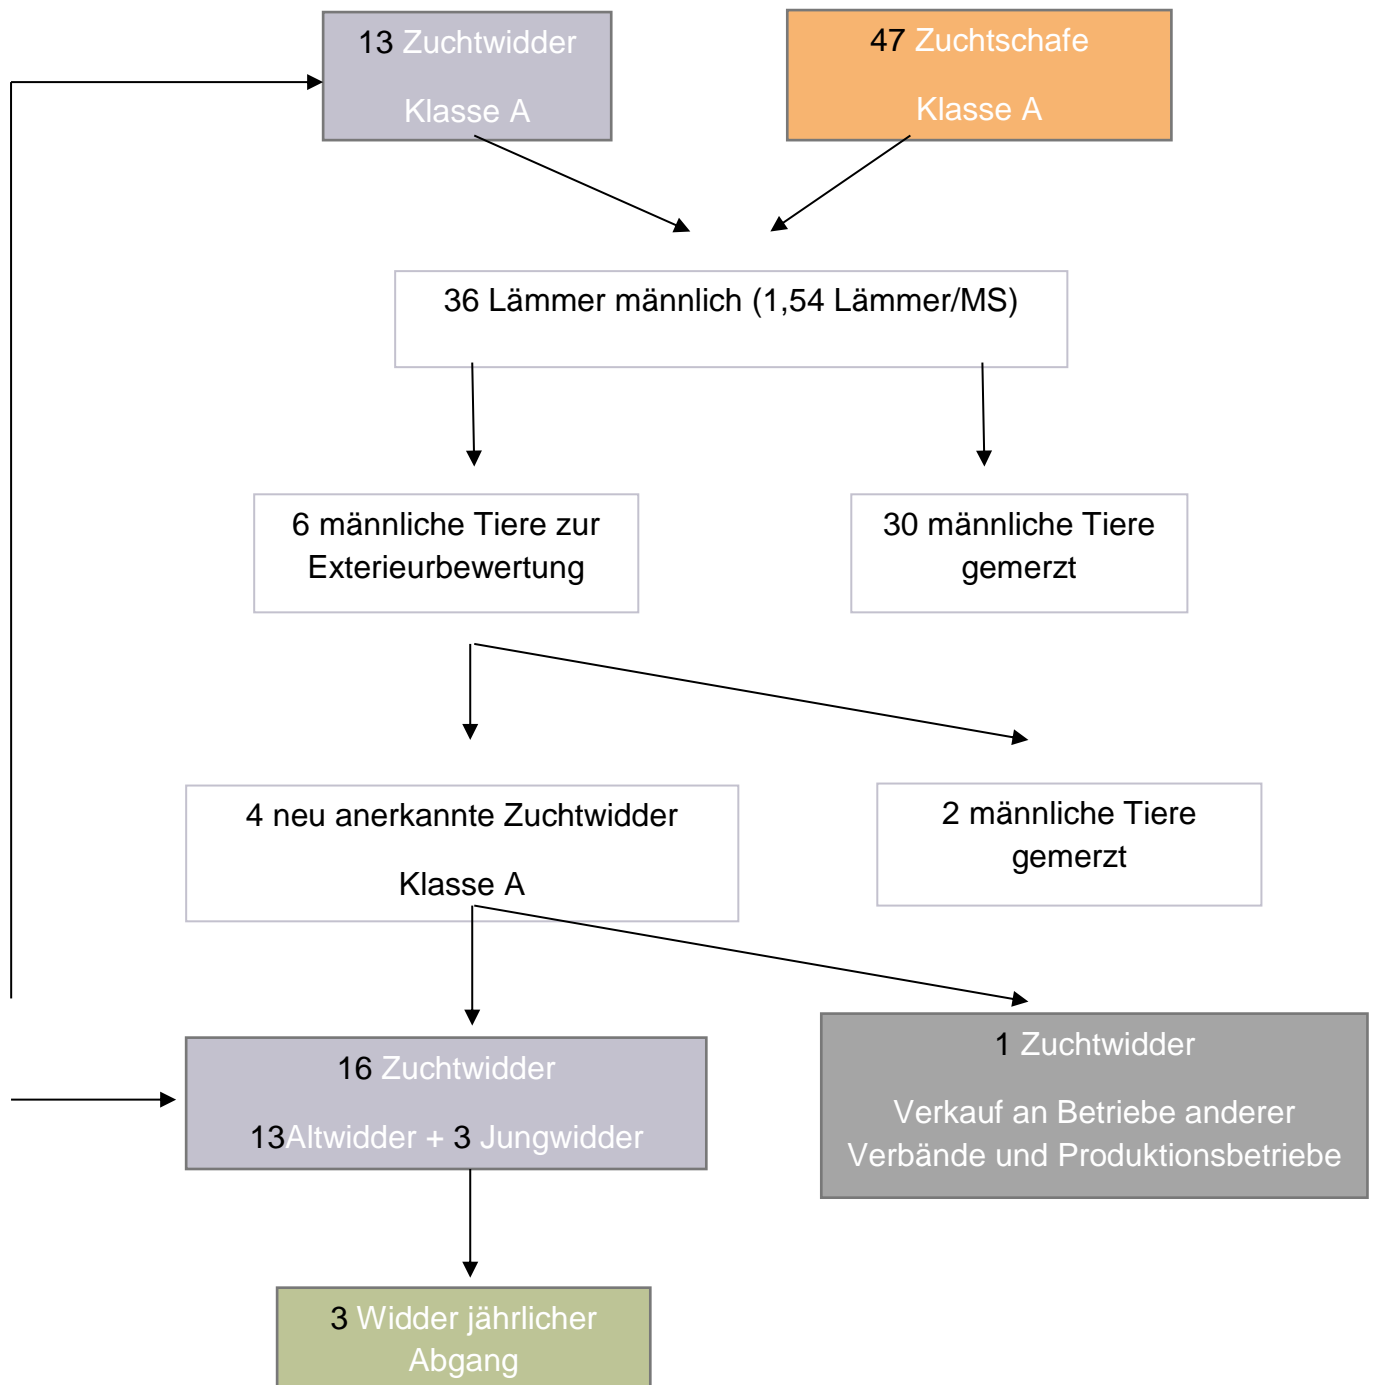 13 Zuchtwidder
Klasse A
47 Zuchtschafe
Klasse A
36 Lämmer männlich (1,54 Lämmer/MS)
6 männliche Tiere zur
Exterieurbewertung
30 männliche Tiere
gemerzt
4 neu anerkannte Zuchtwidder
Klasse A
2 männliche Tiere
gemerzt
16 Zuchtwidder
13Altwidder + 3 Jungwidder
1 Zuchtwidder
Verkauf an Betriebe anderer
Verbände und Produktionsbetriebe
3 Widder jährlicher
Abgang